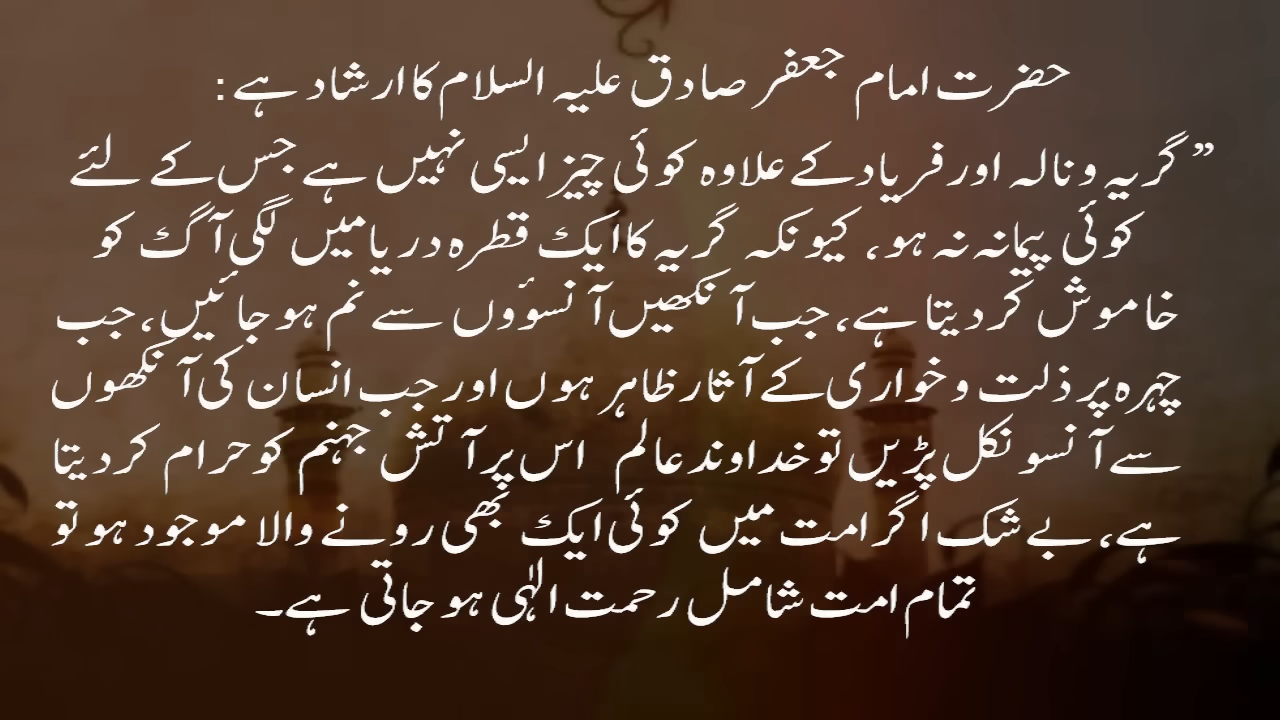 حضرت امام جعفر صادق علیہ السلام کا ارشاد ہے :
”گریہ و نالہ اور فریاد کے علاوہ کوئی چیز ایسی نہیں ہے جس کے لئے
کوئی پیمانہ نہ ہو، کیونکہ گریہ کا ایک قطرہ دریا میں لگی آگ کو
خاموش کر دیتا ہے، جب آنکھیں آنسوٴوں سے نم ہو جائیں، جب
چہرہ پر ذلت و خواری کے آثار ظاہر ہوں اور جب انسان کی آنکھوں
سے آنسو نکل پڑیں تو خداوند عالم اس پر آتش جہنم کو حرام کر دیتا
ہے، بے شک اگر امت میں کوئی ایک بھی رونے والا موجود ہو تو
تمام امت شامل رحمت الٰہی ہو جاتی ہے۔